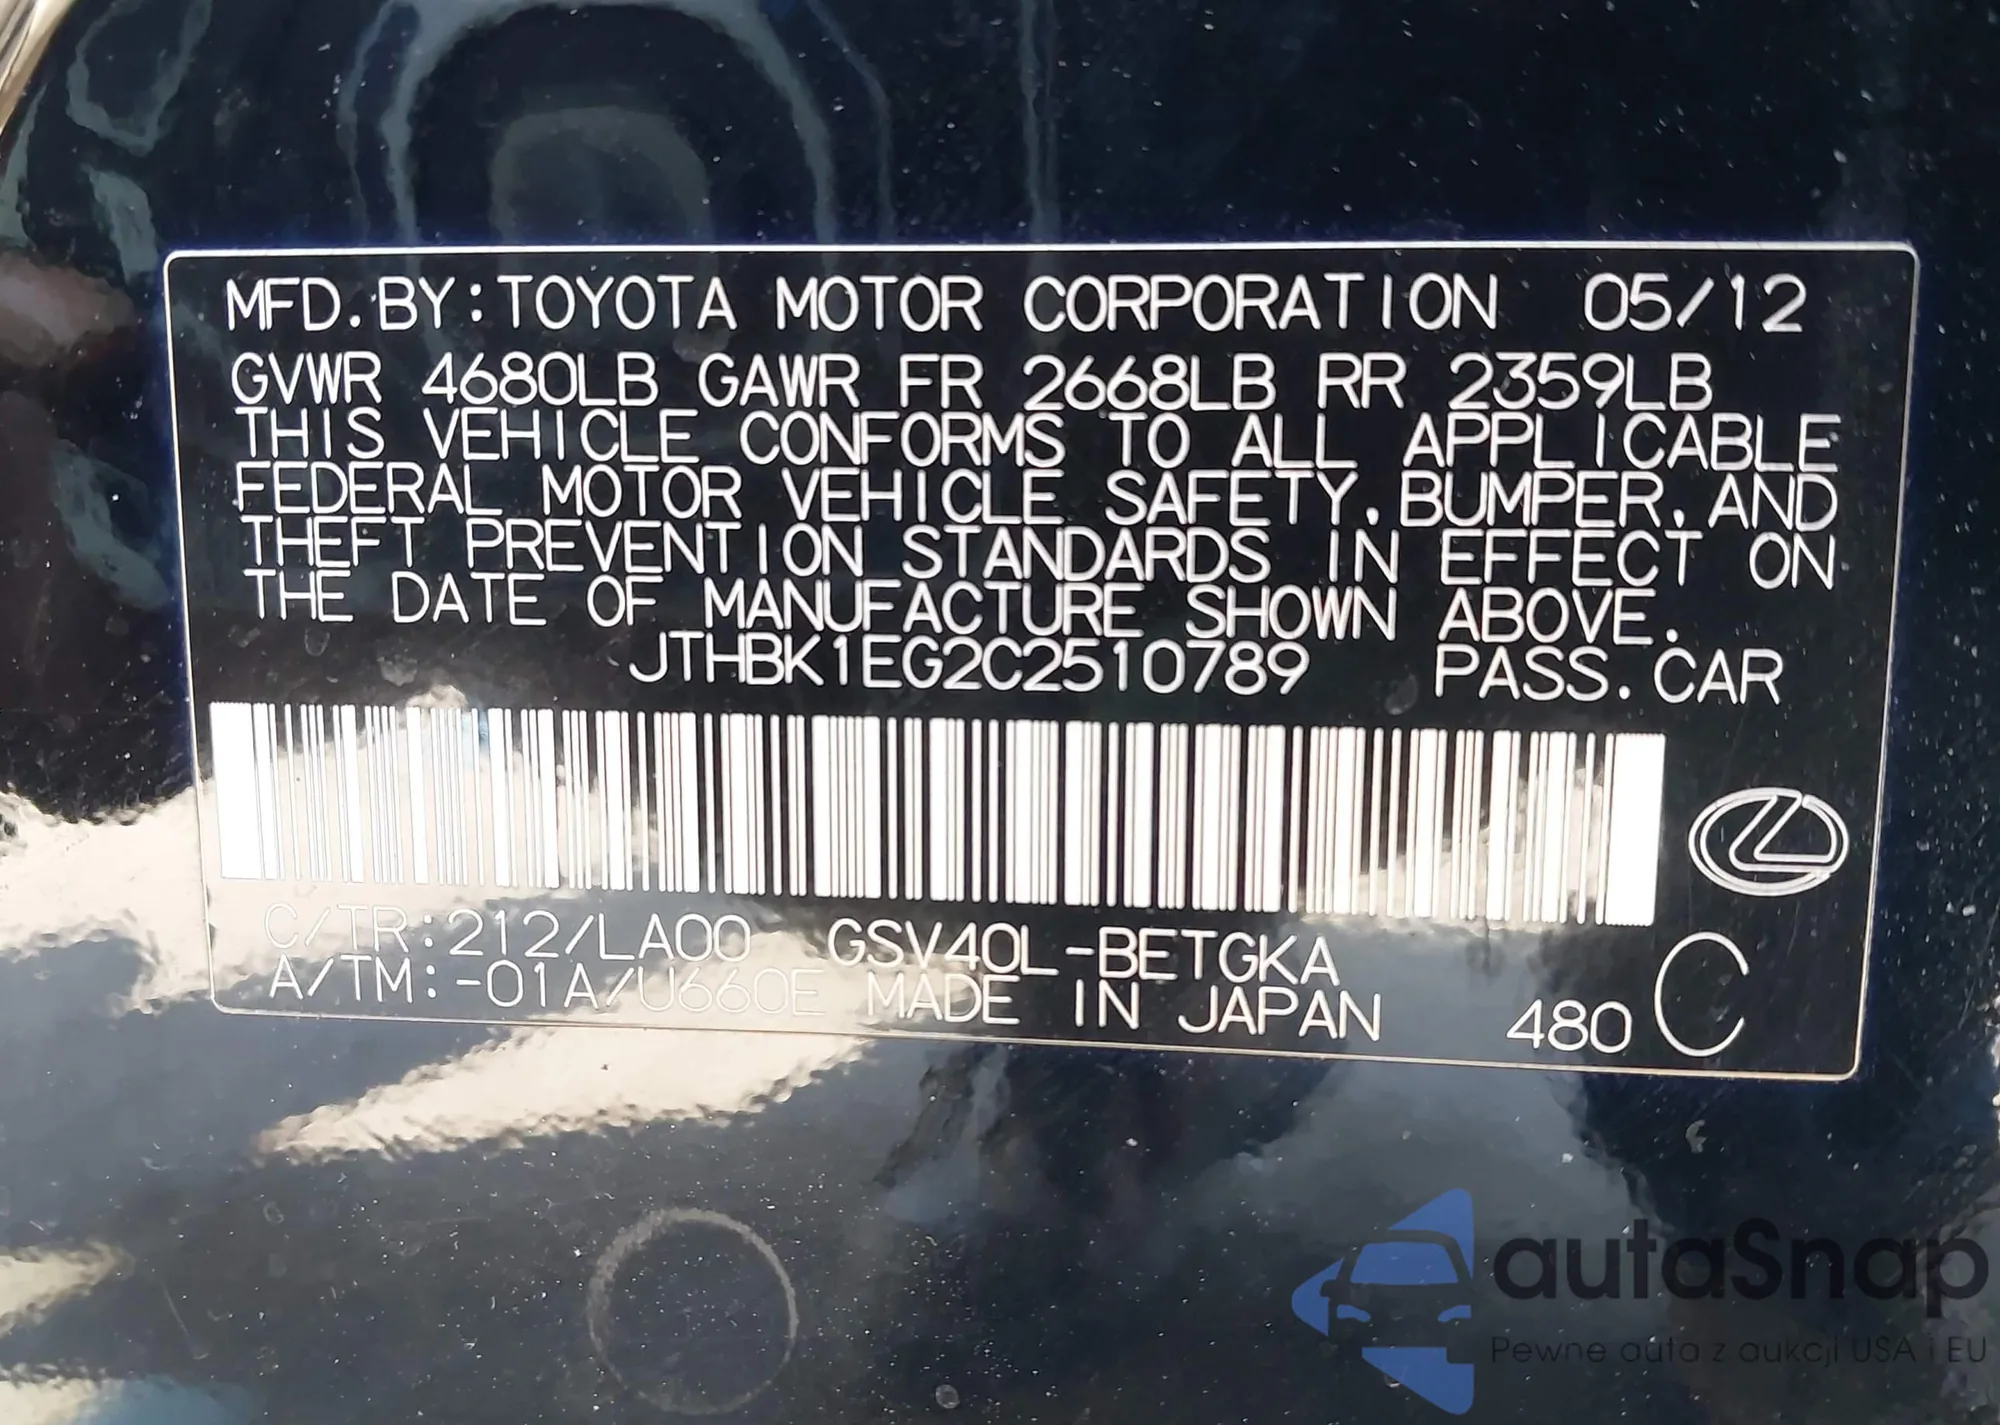 MFD. BY: TOYOTA MOTOR CORPORATION 05/12
GVWR 4680LB GAWR FR 2668LB RR 2359LB
THIS VEHICLE CONFORMS TO ALL APPLICABLE
FEDERAL MOTOR VEHICLE SAFETY, BUMPER, AND
THEFT PREVENTION STANDARDS IN EFFECT ON
THE DATE OF MANUFACTURE SHOWN ABOVE.
JTHBK1EG2C2510789 PASS. CAR
C/TR: 212/LA00 GSV40L-BETGKA
A/TM: -01A/U660E MADE IN JAPAN 480 C
autaSnap
Pewne auta z aukcji USA i EU